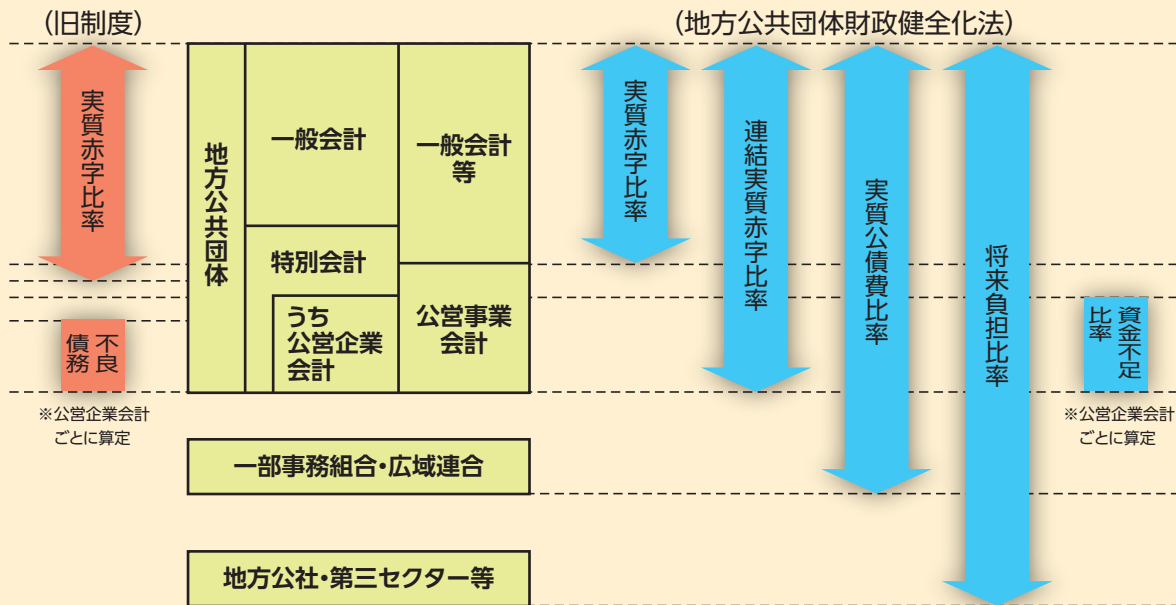 （旧制度）
（地方公共団体財政健全化法）
実質赤字比率
不良
債務
※公営企業会計
ごとに算定
地方公共団体
一般会計
特別会計
うち
公営企業
会計
一般会計
等
公営事業
会計
一部事務組合・広域連合
地方公社・第三セクター等
実質赤字比率
連結実質赤字比率
実質公債費比率
将来負担比率
資金不足
比率
※公営企業会計
ごとに算定